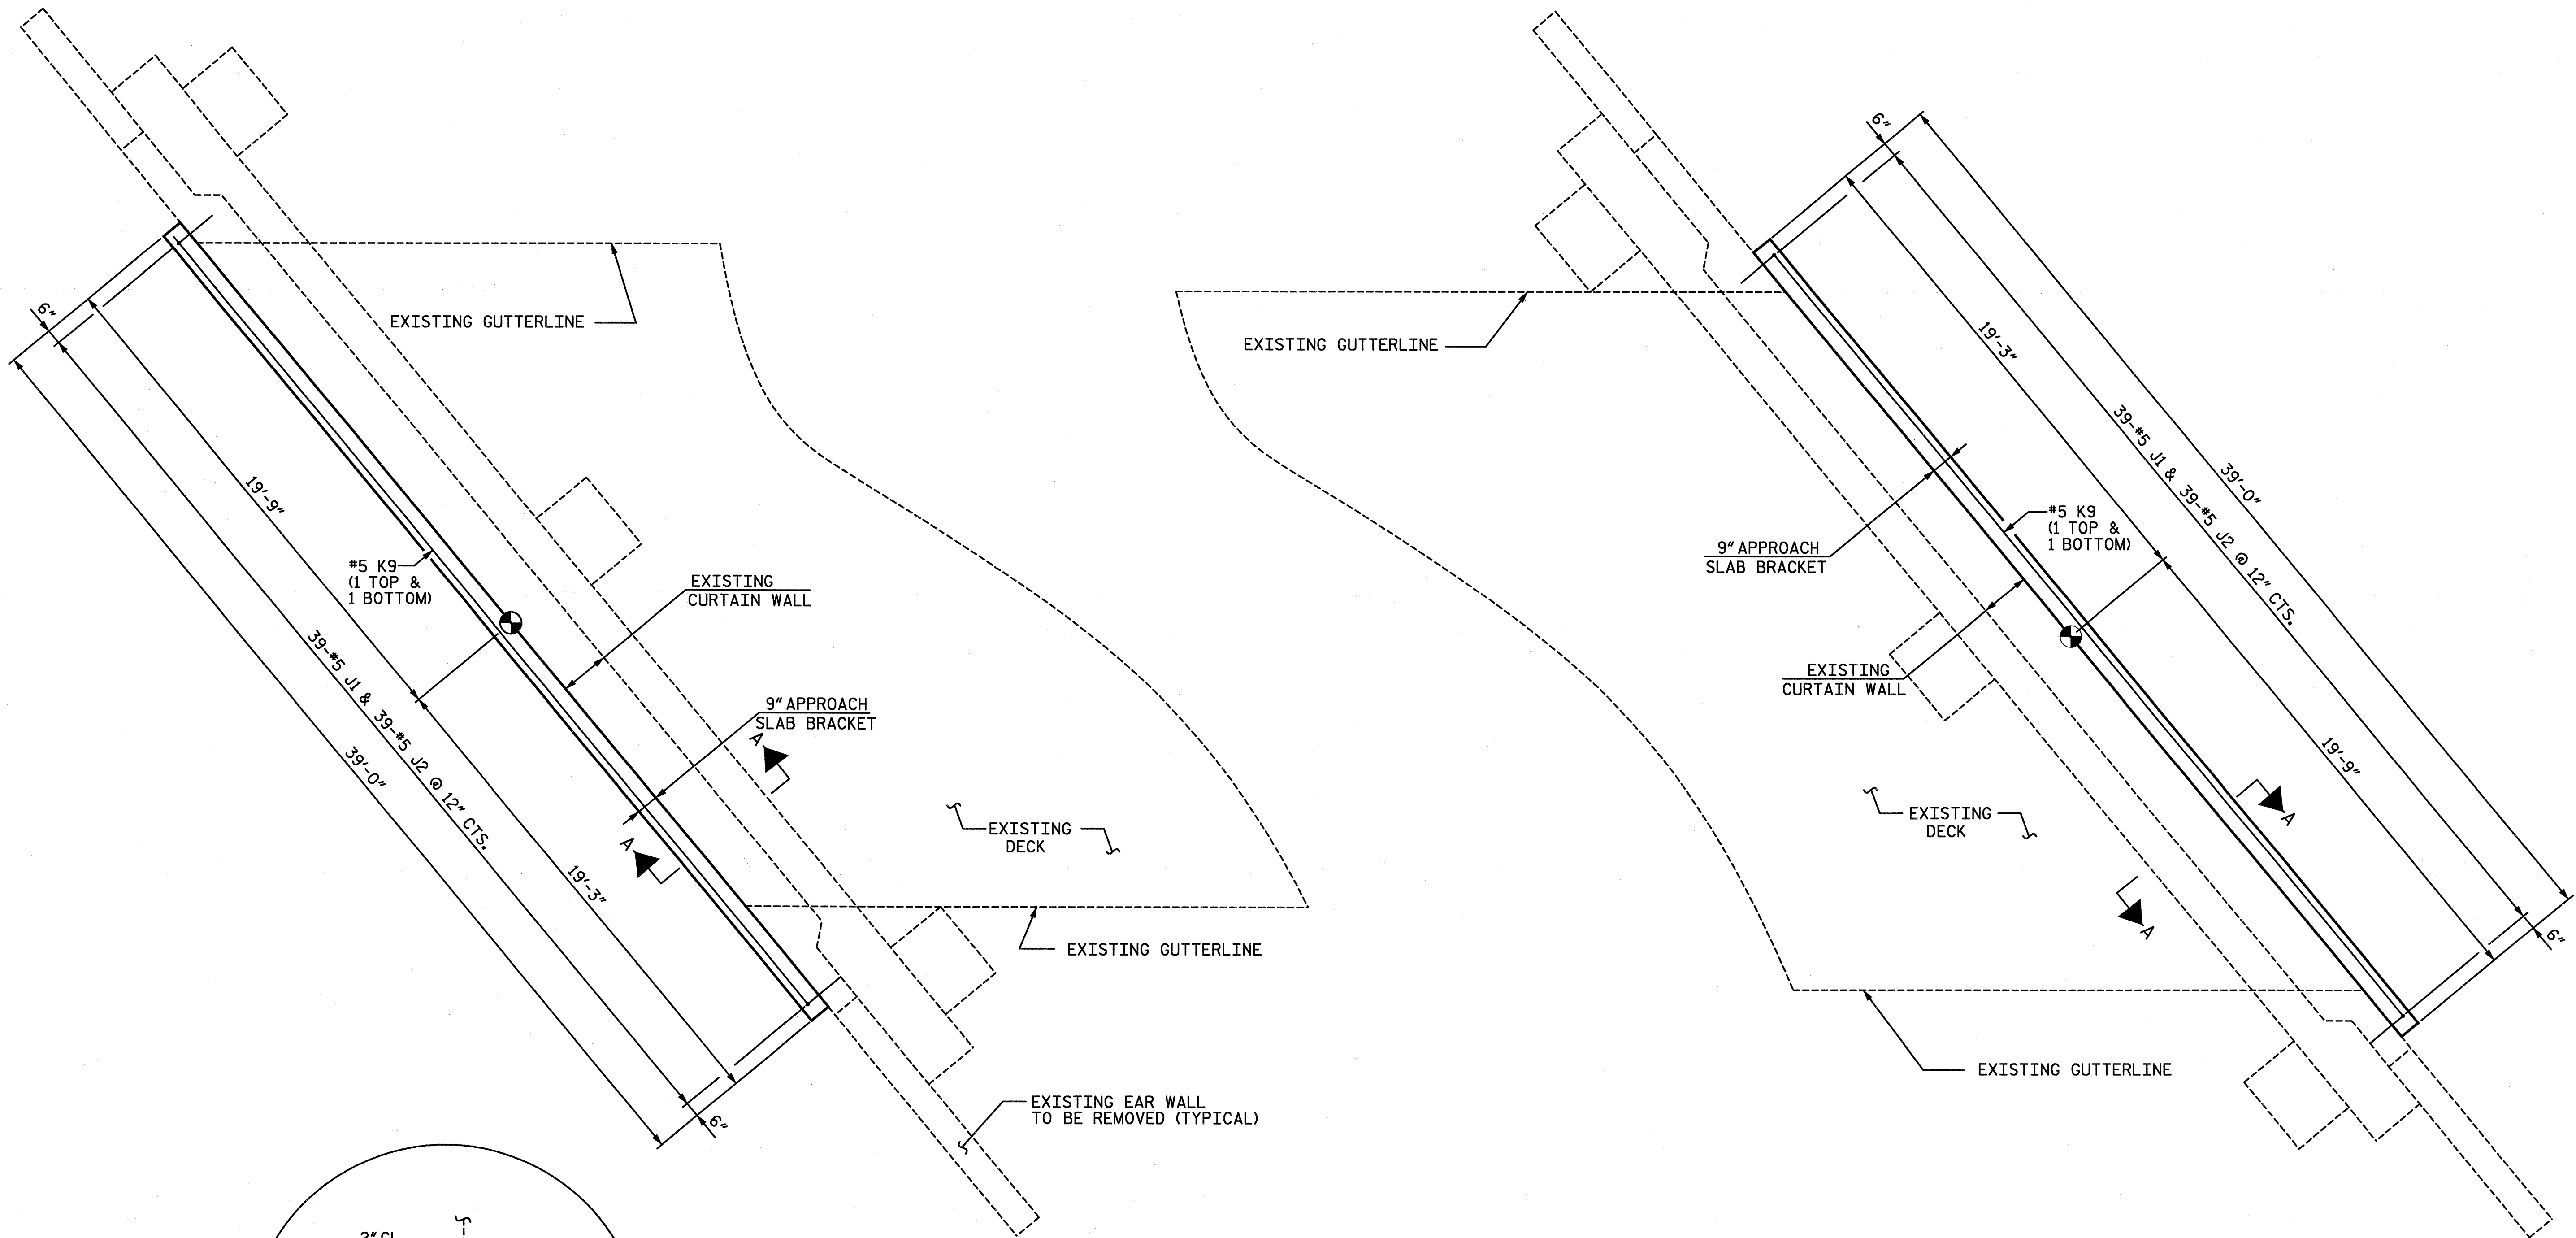 6"
EXISTING GUTTERLINE
19'-9"
#5 K9
(1 TOP &
1 BOTTOM)
EXISTING
CURTAIN WALL
39-#5 J1 & 39-#5 J2 @ 12" CTS.
39'-0"
9" APPROACH
SLAB BRACKET
A
A
19'-3"
EXISTING
DECK
EXISTING GUTTERLINE
6"
EXISTING EAR WALL
TO BE REMOVED (TYPICAL)
6"
EXISTING GUTTERLINE
19'-3"
39-#5 J1 & 39-#5 J2 @ 12" CTS.
39'-0"
#5 K9
(1 TOP &
1 BOTTOM)
9" APPROACH
SLAB BRACKET
EXISTING
CURTAIN WALL
19'-9"
EXISTING
DECK
A
A
6"
EXISTING GUTTERLINE